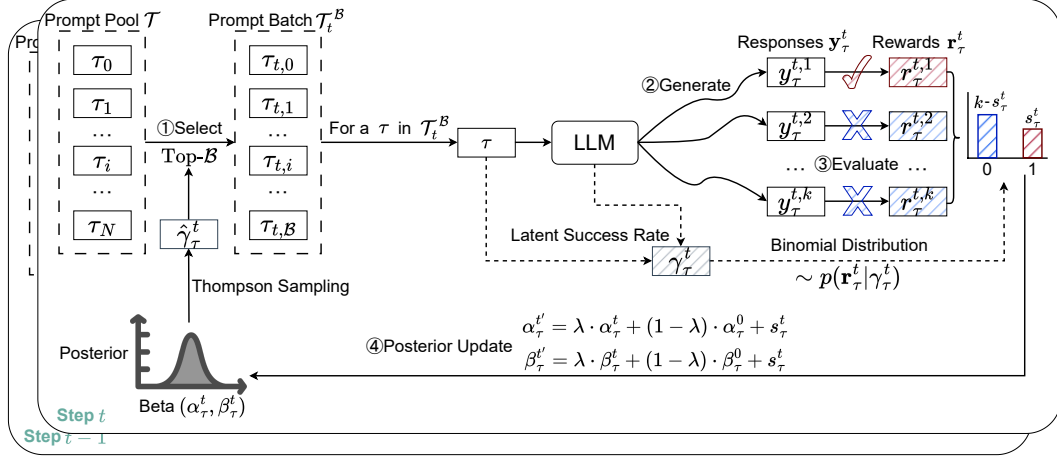 Prompt Pool 𝒯
Prompt Batch 𝒯_t^ℬ
Responses 𝐲_τ^t
Rewards 𝐫_τ^t
Pro
τ_0
τ_1
...
τ_i
...
τ_N
①Select
Top-ℬ
γ̂_τ^t
Thompson Sampling
τ_{t,0}
τ_{t,1}
...
τ_{t,i}
...
τ_{t,ℬ}
For a τ in 𝒯_t^ℬ
τ
LLM
②Generate
y_τ^{t,1}
r_τ^{t,1}
y_τ^{t,2}
r_τ^{t,2}
... ③Evaluate ...
y_τ^{t,k}
r_τ^{t,k}
k - s_τ^t
s_τ^t
0 1
Latent Success Rate
γ_τ^t
Binomial Distribution
∼ p(𝐫_τ^t|γ_τ^t)
④Posterior Update
α_τ^{t'} = λ · α_τ^t + (1 − λ) · α_τ^0 + s_τ^t
β_τ^{t'} = λ · β_τ^t + (1 − λ) · β_τ^0 + s_τ^t
Posterior
Beta (α_τ^t, β_τ^t)
Step t
Step t − 1